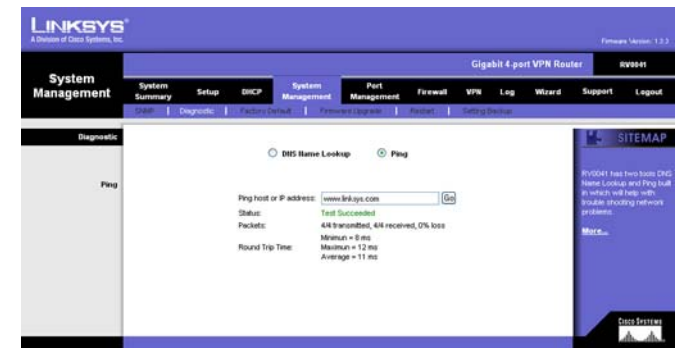 LINKSYS®
A Division of Cisco Systems, Inc.
Firmware Version: 1.3.3
Gigabit 4-port VPN Router
RV0041
System Management
System Summary
Setup
DHCP
System Management
Port Management
Firewall
VPN
Log
Wizard
Support
Logout
SNMP | Diagnostic | Factory Default | Firmware Upgrade | Restart | Setting Backup
Diagnostic
SITEMAP
DNS Name Lookup
Ping
RV0041 has two tools DNS
Name Lookup and Ping built
in which will help with
trouble shooting network
problems.
More...
Ping
Ping host or IP address: www.linksys.com Go
Status: Test Succeeded
Packets: 4/4 transmitted, 4/4 received, 0% loss
Minimun = 8 ms
Round Trip Time: Maximun = 12 ms
Average = 11 ms
CISCO SYSTEMS